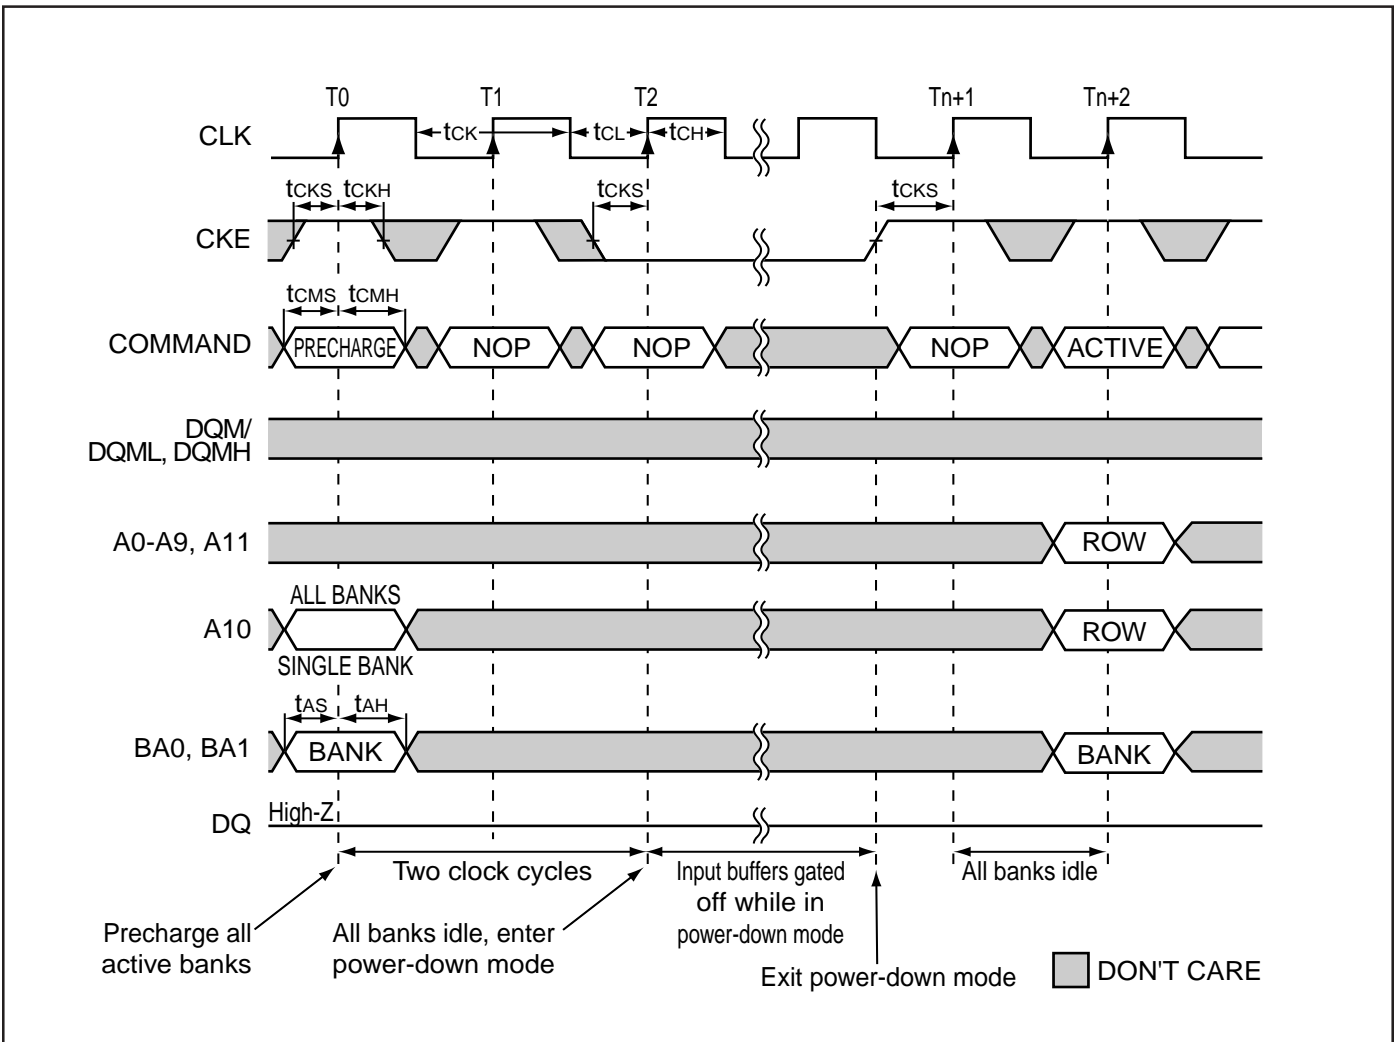 T0 T1 T2 Tn+1 Tn+2
CLK tCK tCL tCH
tCKS tCKH tCKS tCKS
CKE
tCMS tCMH
COMMAND PRECHARGE NOP NOP NOP ACTIVE
DQM/
DQML, DQMH
A0-A9, A11 ROW
ALL BANKS
A10 ROW
SINGLE BANK
tAS tAH
BA0, BA1 BANK BANK
DQ High-Z
Two clock cycles
Input buffers gated
off while in
power-down mode
All banks idle
Precharge all
active banks
All banks idle, enter
power-down mode
Exit power-down mode
DON'T CARE